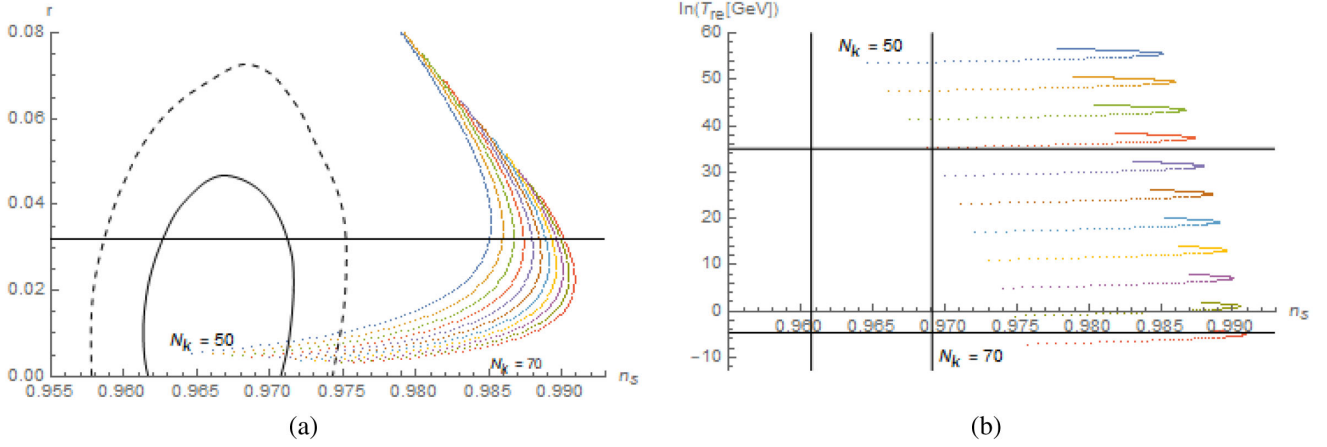 r
0.08
0.06
0.04
0.02
0.00
0.955 0.960 0.965 0.970 0.975 0.980 0.985 0.990
n_s
N_k = 50
N_k = 70
(a)
ln(T_re[GeV])
60
50
40
30
20
10
0
-10
0.960 0.965 0.970 0.975 0.980 0.985 0.990
n_s
N_k = 50
N_k = 70
(b)